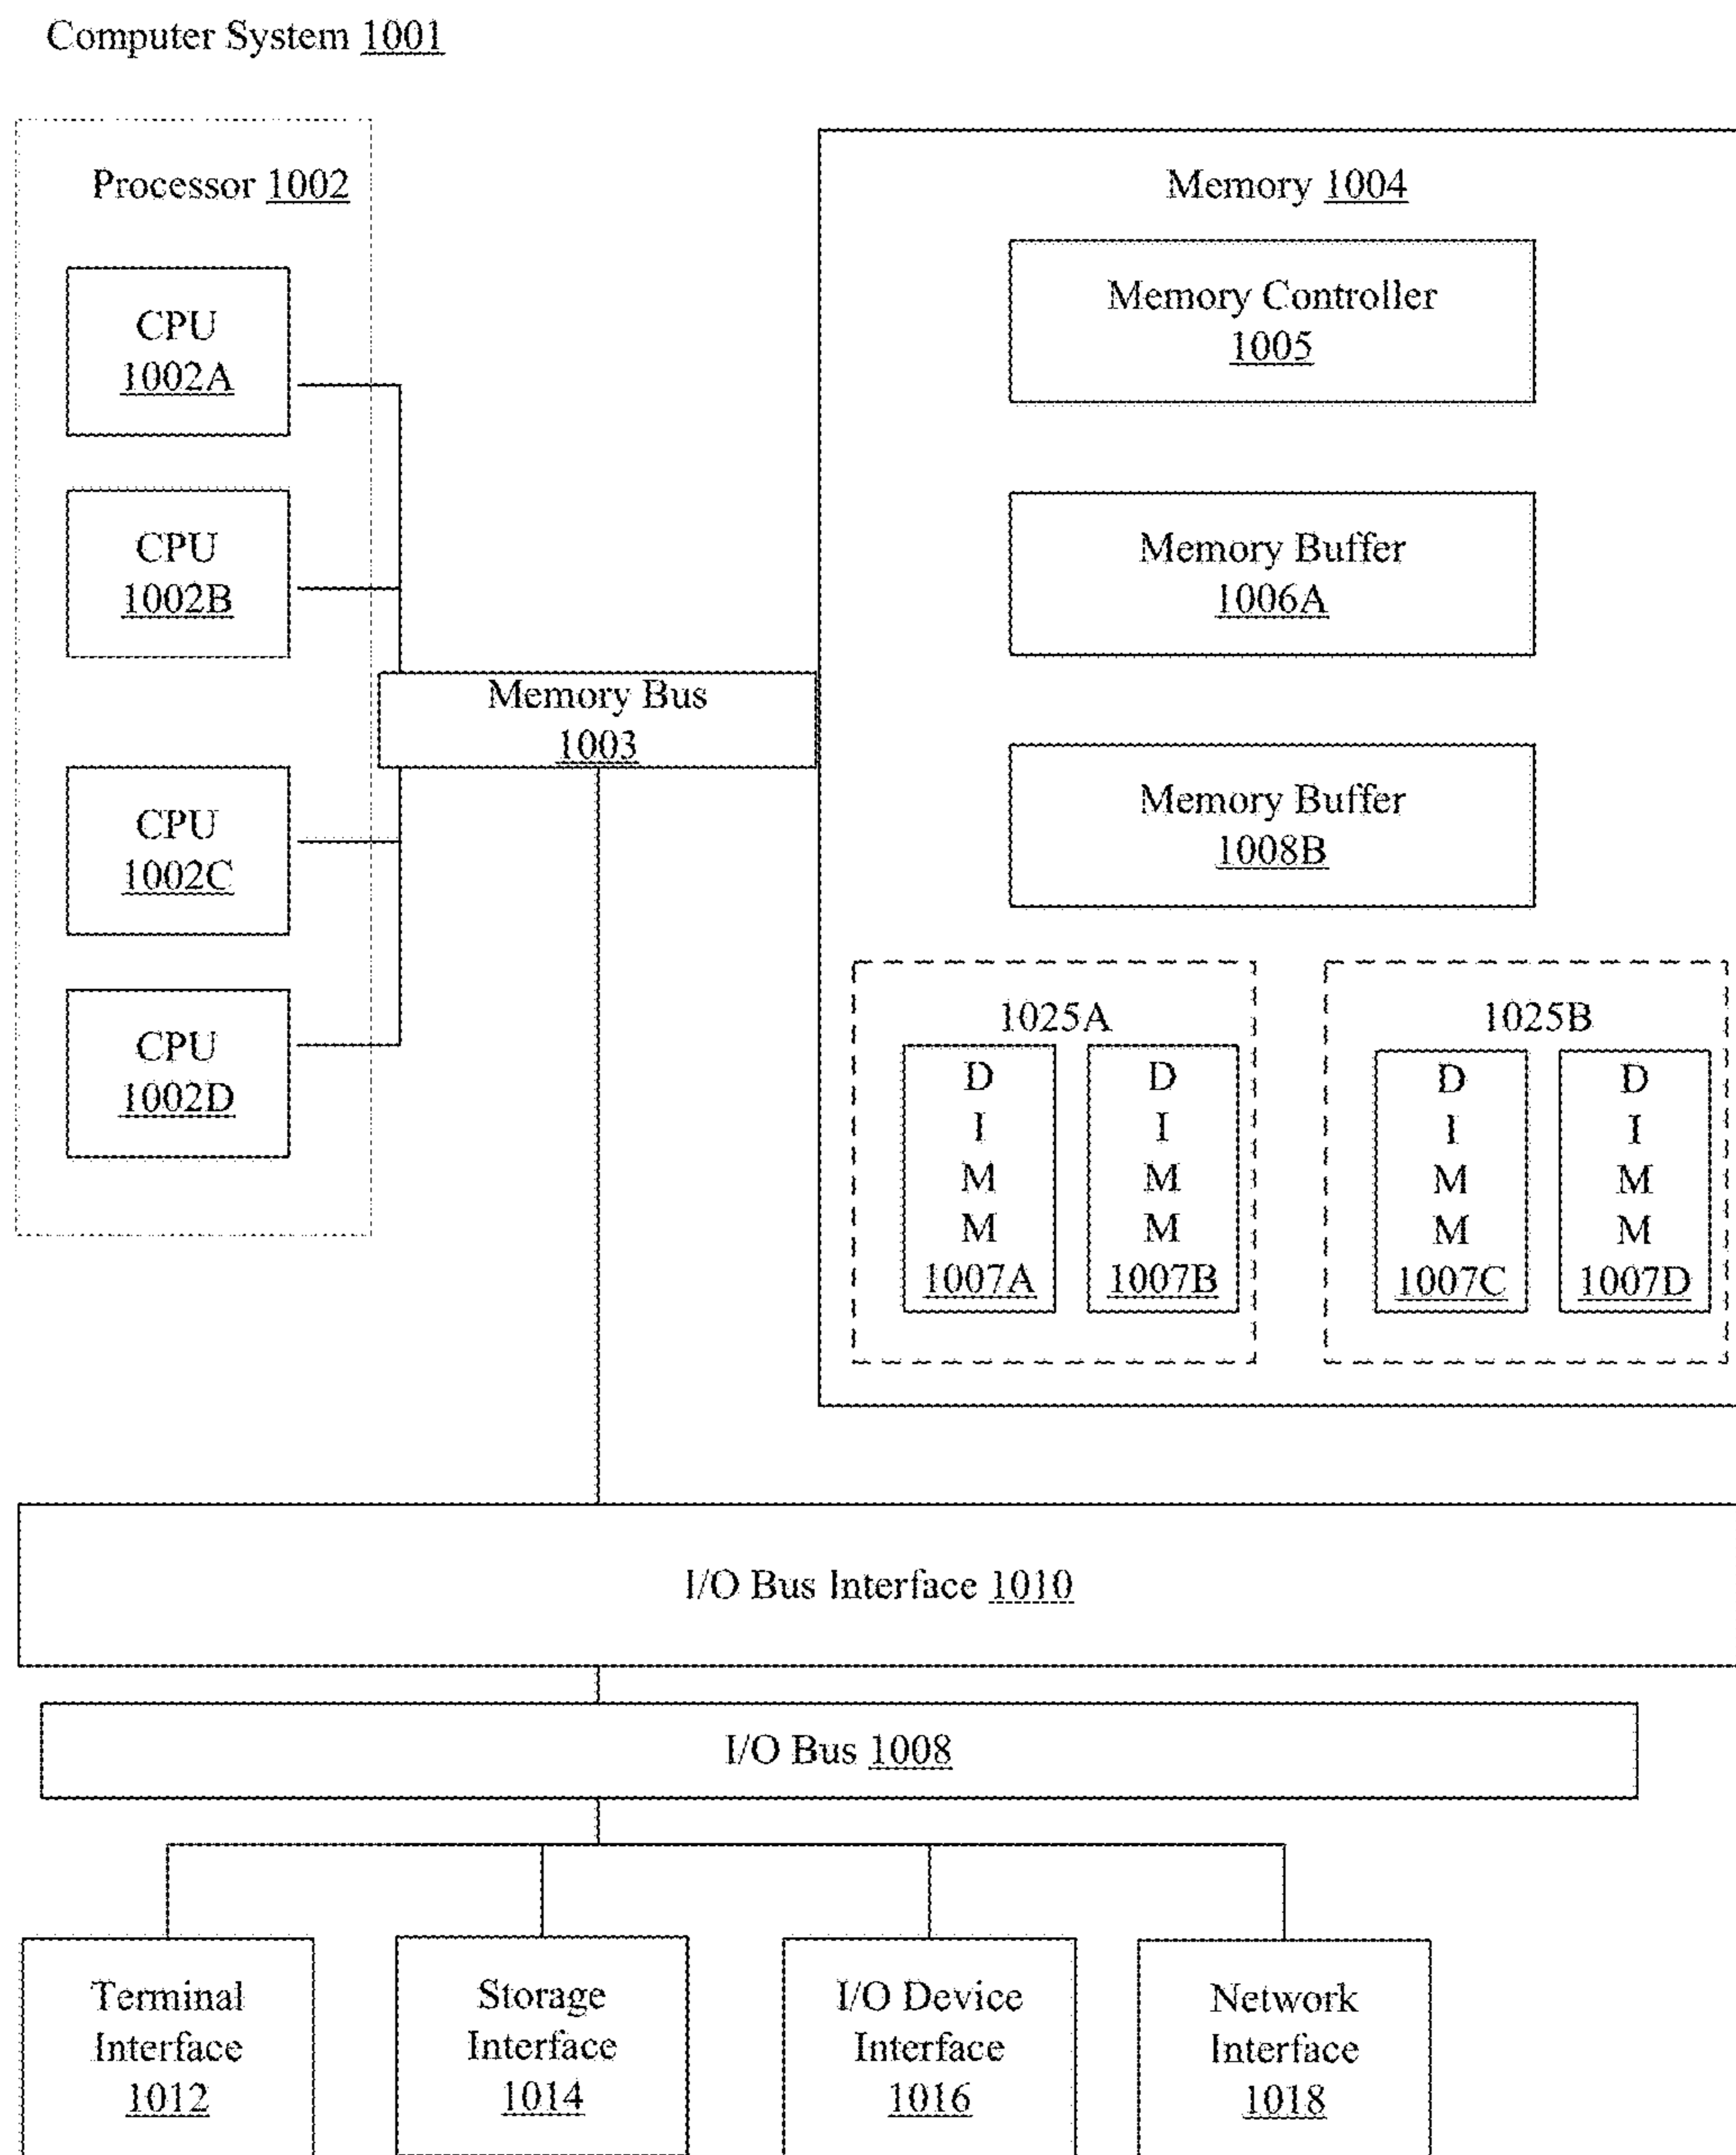 Computer System 1001
Processor 1002
CPU
1002A
CPU
1002B
CPU
1002C
CPU
1002D
Memory Bus
1003
Memory 1004
Memory Controller
1005
Memory Buffer
1006A
Memory Buffer
1008B
1025A
D
I
M
M
1007A
D
I
M
M
1007B
1025B
D
I
M
M
1007C
D
I
M
M
1007D
I/O Bus Interface 1010
I/O Bus 1008
Terminal
Interface
1012
Storage
Interface
1014
I/O Device
Interface
1016
Network
Interface
1018